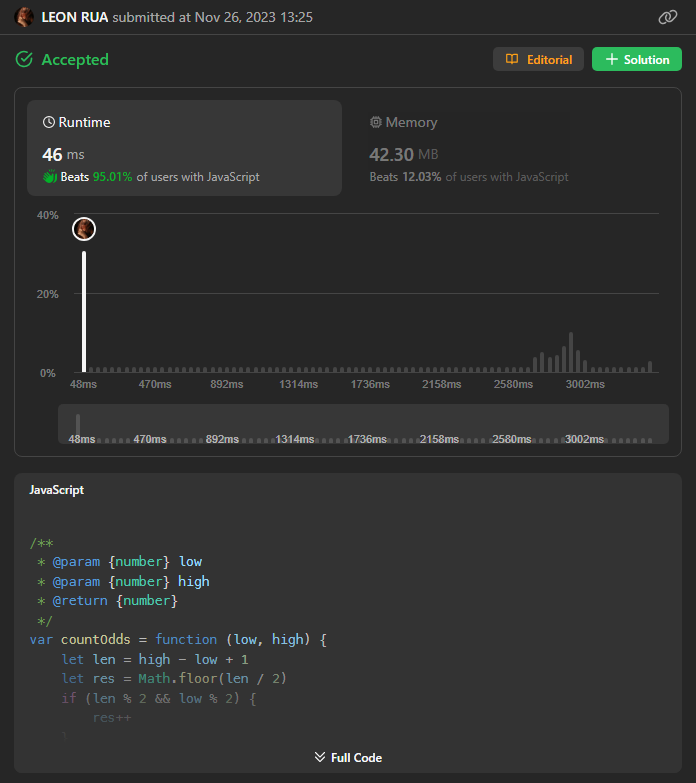 LEON RUA submitted at Nov 26, 2023 13:25
Accepted
Editorial
Solution
Runtime
46 ms
Beats 95.01% of users with JavaScript
Memory
42.30 MB
Beats 12.03% of users with JavaScript
40%
20%
0%
48ms 470ms 892ms 1314ms 1736ms 2158ms 2580ms 3002ms
48ms 470ms 892ms 1314ms 1736ms 2158ms 2580ms 3002ms
JavaScript
/**
 * @param {number} low
 * @param {number} high
 * @return {number}
 */
var countOdds = function (low, high) {
    let len = high - low + 1
    let res = Math.floor(len / 2)
    if (len % 2 && low % 2) {
        res++
    }
Full Code